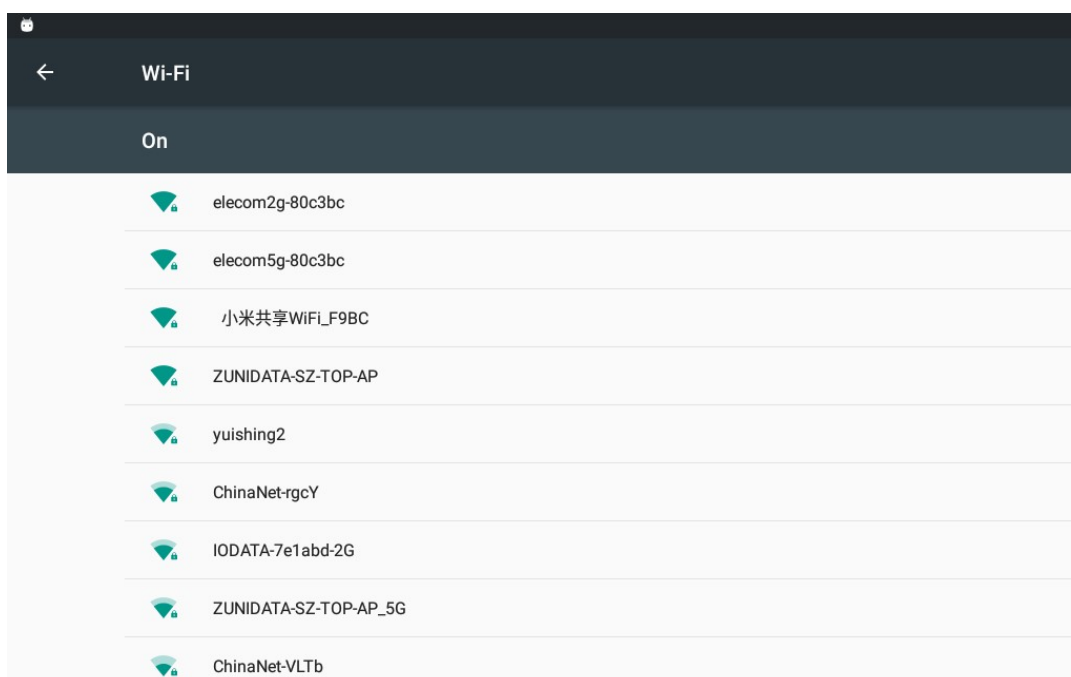 Wi-Fi
On
elecom2g-80c3bc
elecom5g-80c3bc
小米共享WiFi_F9BC
ZUNIDATA-SZ-TOP-AP
yuishing2
ChinaNet-rgcY
IODATA-7e1abd-2G
ZUNIDATA-SZ-TOP-AP_5G
ChinaNet-VLTb